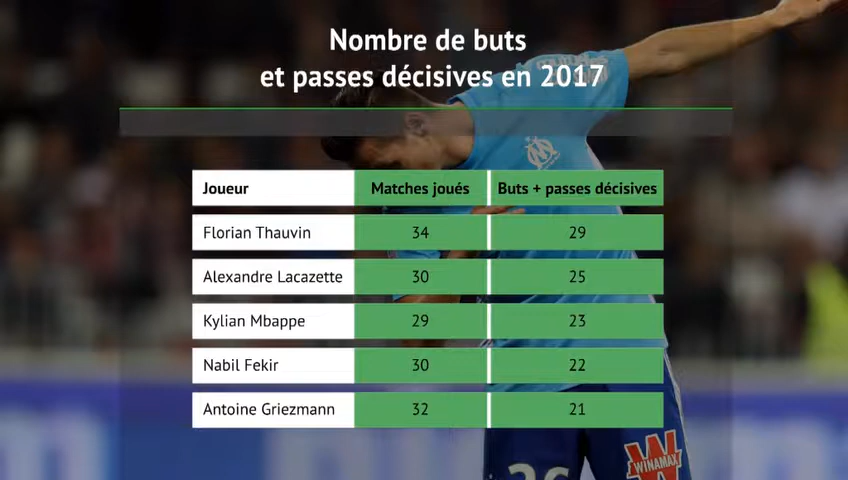 Nombre de buts
et passes décisives en 2017
Joueur Matches joués Buts + passes décisives
Florian Thauvin 34 29
Alexandre Lacazette 30 25
Kylian Mbappe 29 23
Nabil Fekir 30 22
Antoine Griezmann 32 21
26
WINAMAX